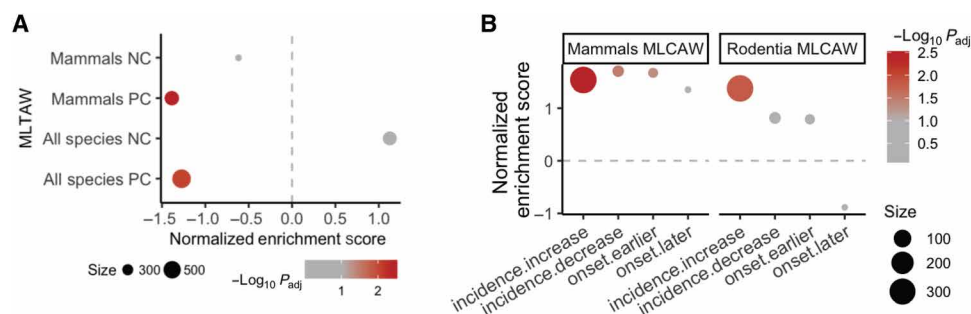 A
MLTAW
Mammals NC
Mammals PC
All species NC
All species PC
−1.5 −1.0 −0.5 0.0 0.5 1.0
Normalized enrichment score
Size 300 500
−Log10 Padj
1 2
B
Mammals MLCAW Rodentia MLCAW
Normalized
enrichment score
1
0
−1
incidence.increase
incidence.decrease
onset.earlier
onset.later
incidence.increase
incidence.decrease
onset.earlier
onset.later
−Log10 Padj
2.5
2.0
1.5
1.0
0.5
Size
100
200
300